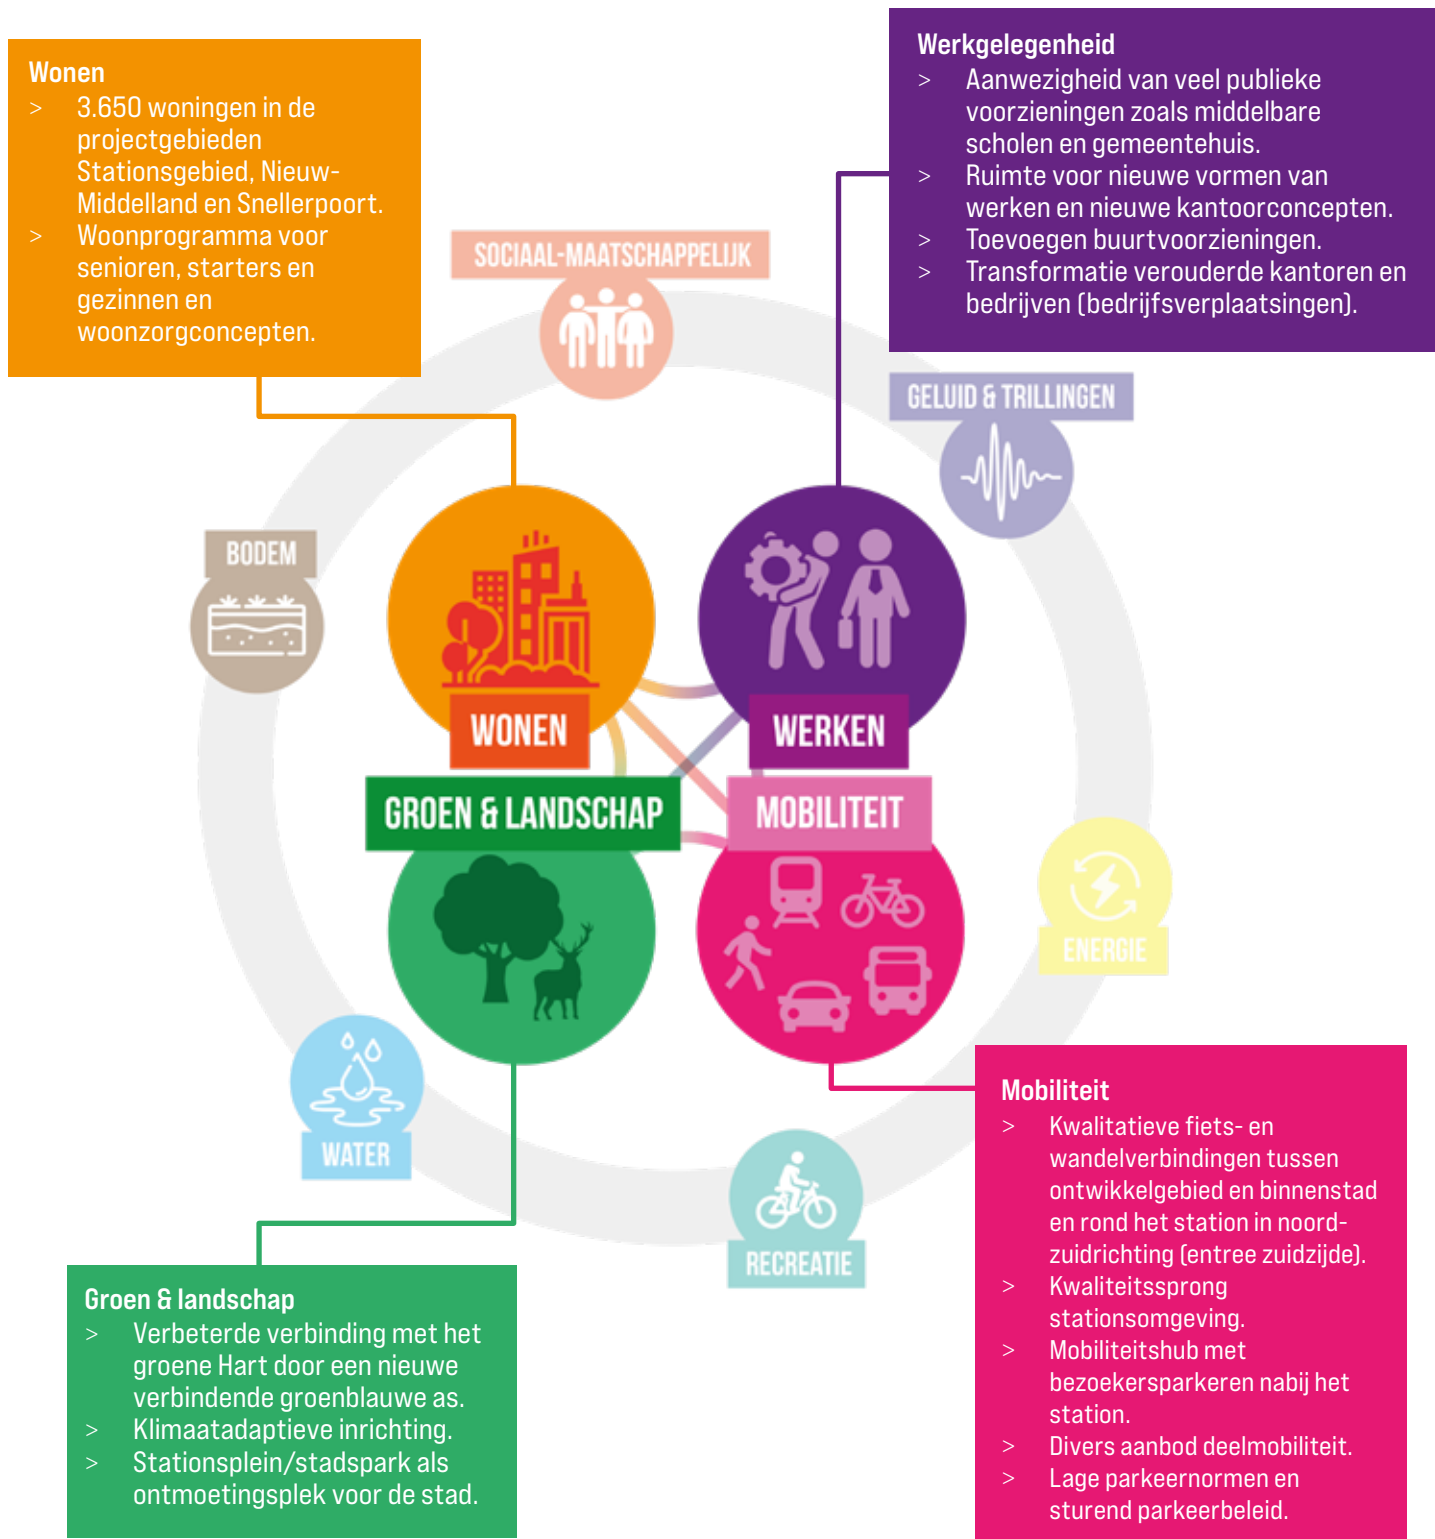 Wonen
> 3.650 woningen in de
projectgebieden
Stationsgebied, Nieuw-
Middelland en Snellerpoort.
> Woonprogramma voor
senioren, starters en
gezinnen en
woonzorgconcepten.
Werkgelegenheid
> Aanwezigheid van veel publieke
voorzieningen zoals middelbare
scholen en gemeentehuis.
> Ruimte voor nieuwe vormen van
werken en nieuwe kantoorconcepten.
> Toevoegen buurtvoorzieningen.
> Transformatie verouderde kantoren en
bedrijven (bedrijfsverplaatsingen).
SOCIAAL-MAATSCHAPPELIJK
GELUID & TRILLINGEN
BODEM
WONEN
WERKEN
GROEN & LANDSCHAP
MOBILITEIT
ENERGIE
WATER
RECREATIE
Groen & landschap
> Verbeterde verbinding met het
groene Hart door een nieuwe
verbindende groenblauwe as.
> Klimaatadaptieve inrichting.
> Stationsplein/stadspark als
ontmoetingsplek voor de stad.
Mobiliteit
> Kwalitatieve fiets- en
wandelverbindingen tussen
ontwikkelgebied en binnenstad
en rond het station in noord-
zuidrichting (entree zuidzijde).
> Kwaliteitssprong
stationsomgeving.
> Mobiliteitshub met
bezoekersparkeren nabij het
station.
> Divers aanbod deelmobiliteit.
> Lage parkeernormen en
sturend parkeerbeleid.